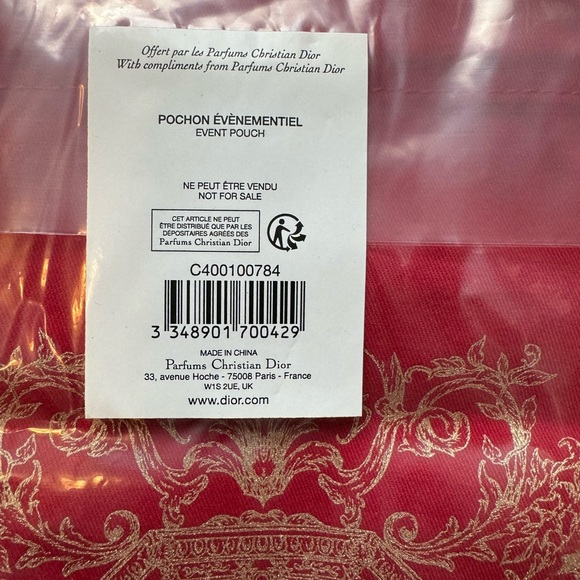 Offert par les Parfums Christian Dior
With compliments from Parfums Christian Dior
POCHON ÉVÈNEMENTIEL
EVENT POUCH
NE PEUT ÊTRE VENDU
NOT FOR SALE
CET ARTICLE NE PEUT
ÊTRE DISTRIBUÉ QUE PAR LES
DÉPOSITAIRES AGRÉÉS DES
Parfums Christian Dior
C400100784
3 348901 700429
MADE IN CHINA
Parfums Christian Dior
33, avenue Hoche - 75008 Paris - France
W1S 2UE, UK
www.dior.com